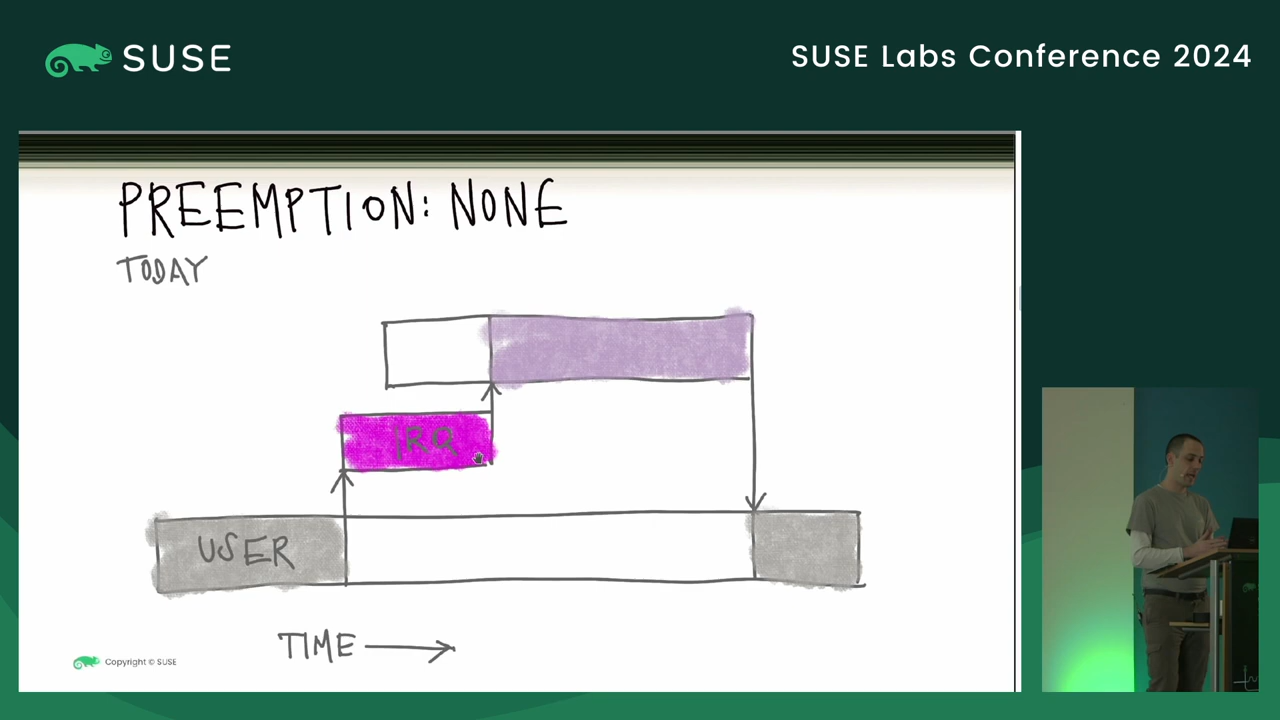 SUSE
SUSE Labs Conference 2024
PREEMPTION: NONE
TODAY
IRQ
USER
TIME
Copyright © SUSE